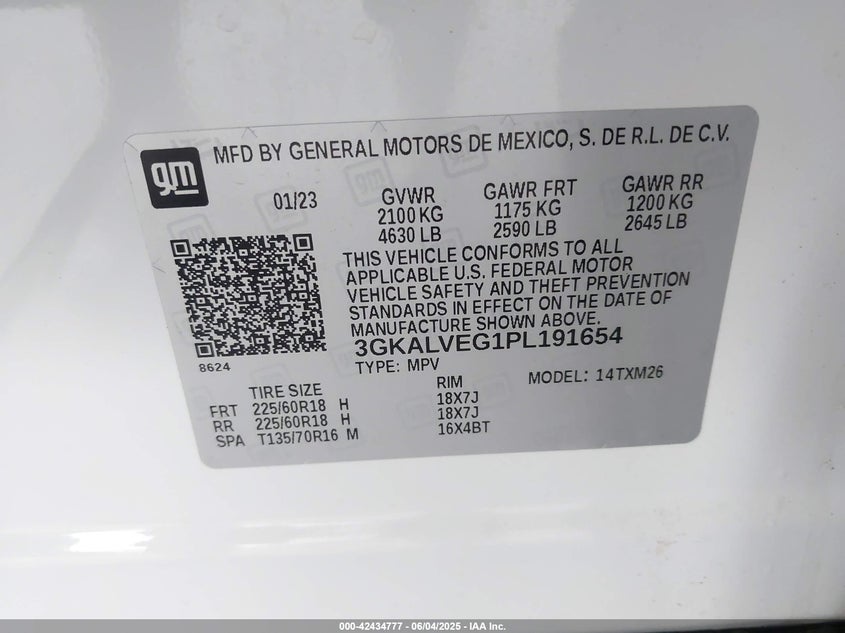 gm
MFD BY GENERAL MOTORS DE MEXICO, S. DE R.L. DE C.V.
01/23
GVWR GAWR FRT GAWR RR
2100 KG 1175 KG 1200 KG
4630 LB 2590 LB 2645 LB
THIS VEHICLE CONFORMS TO ALL
APPLICABLE U.S. FEDERAL MOTOR
VEHICLE SAFETY AND THEFT PREVENTION
STANDARDS IN EFFECT ON THE DATE OF
MANUFACTURE SHOWN ABOVE.
3GKALVEG1PL191654
8624
TYPE: MPV MODEL: 14TXM26
TIRE SIZE RIM
FRT 225/60R18 H 18X7J
RR 225/60R18 H 18X7J
SPA T135/70R16 M 16X4BT
000-42434777 - 06/04/2025 - IAA Inc.